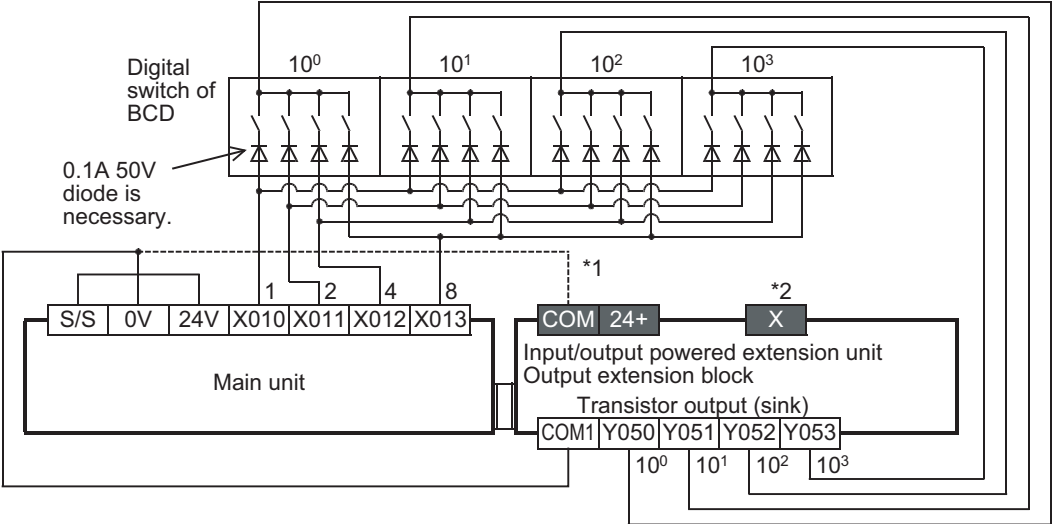 Digital
switch of
BCD
10⁰ 10¹ 10² 10³
0.1A 50V
diode is
necessary.
*1
*2
1 2 4 8
S/S 0V 24V X010 X011 X012 X013
COM 24+ X
Main unit
Input/output powered extension unit
Output extension block
Transistor output (sink)
COM1 Y050 Y051 Y052 Y053
10⁰ 10¹ 10² 10³